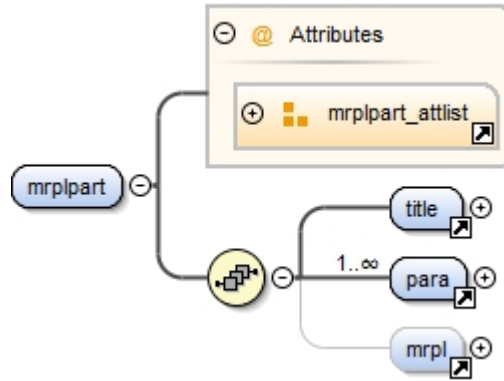 @ Attributes
mrplpart_attlist
mrplpart
title
1..∞
para
mrpl